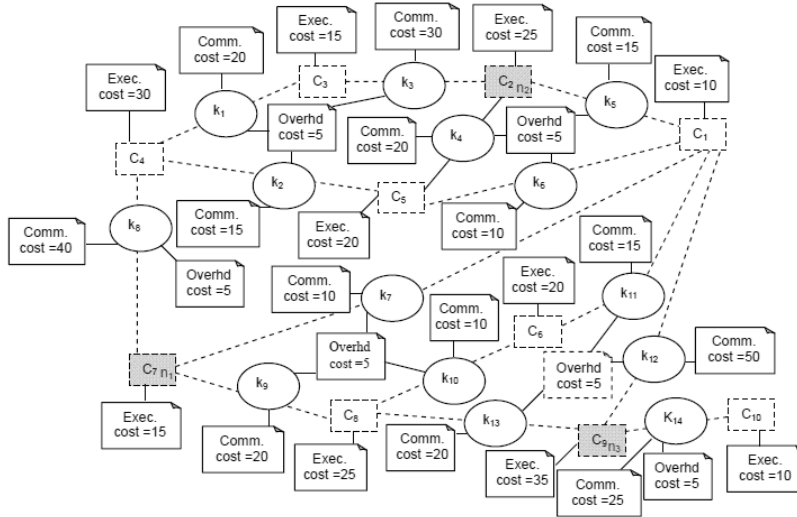 Exec.
cost =15
Comm.
cost =30
Exec.
cost =25
Comm.
cost =20
Comm.
cost =15
Exec.
cost =10
Exec.
cost =30
C3
k3
C2 n2
k5
k1
Overhd
cost =5
Comm.
cost =20
k4
Overhd
cost =5
C1
C4
k2
C5
k6
k8
Comm.
cost =40
Comm.
cost =15
Exec.
cost =20
Comm.
cost =10
Comm.
cost =15
Overhd
cost =5
Comm.
cost =10
k7
Exec.
cost =20
k11
Comm.
cost =10
C6
k12
Comm.
cost =50
Overhd
cost =5
C7 n1
k9
k10
Overhd
cost =5
Exec.
cost =15
C8
k13
C9 n3
K14
C10
Comm.
cost =20
Exec.
cost =25
Comm.
cost =20
Exec.
cost =35
Comm.
cost =25
Overhd
cost =5
Exec.
cost =10